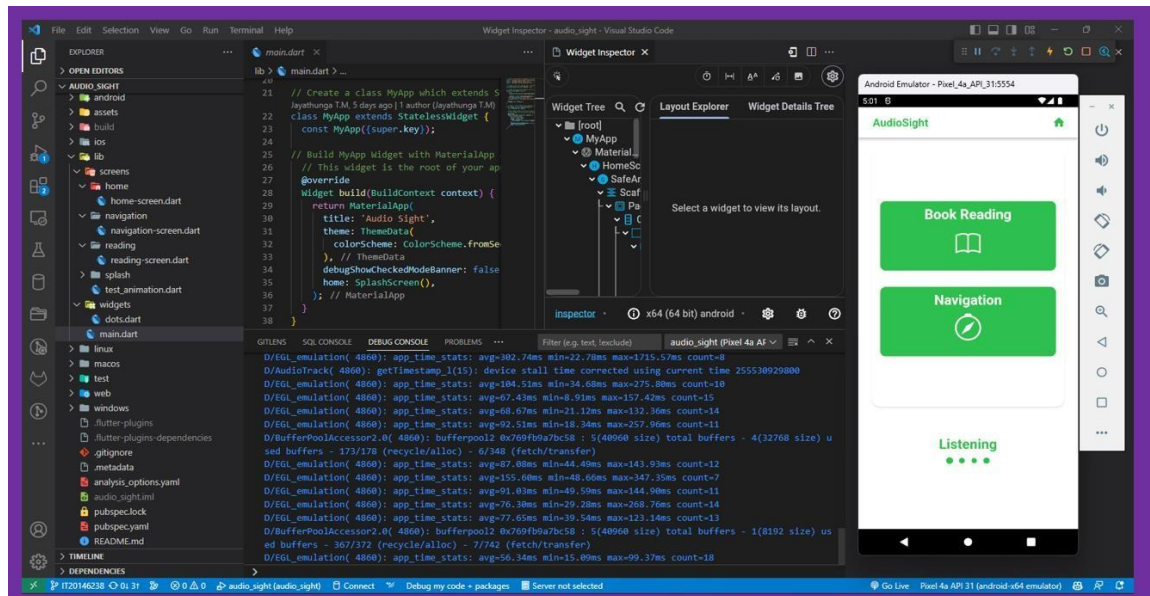 File Edit Selection View Go Run Terminal Help
Widget Inspector - audio_sight - Visual Studio Code
EXPLORER
OPEN EDITORS
AUDIO_SIGHT
android
assets
build
ios
lib
screens
home
home-screen.dart
navigation
navigation-screen.dart
reading
reading-screen.dart
splash
test_animation.dart
widgets
dots.dart
main.dart
linux
macos
test
web
windows
.flutter-plugins
.flutter-plugins-dependencies
.gitignore
.metadata
analysis_options.yaml
audio_sight.iml
pubspec.lock
pubspec.yaml
README.md
TIMELINE
DEPENDENCIES
main.dart
lib > main.dart > ...
20
21 // Create a class MyApp which extends S
Jayathunga T.M, 5 days ago | 1 author (Jayathunga T.M)
22 class MyApp extends StatelessWidget {
23 const MyApp({super.key});
24
25 // Build MyApp Widget with MaterialApp
26 // This widget is the root of your ap
27 @override
28 Widget build(BuildContext context) {
29 return MaterialApp(
30 title: 'Audio Sight',
31 theme: ThemeData(
32 colorScheme: ColorScheme.fromSe
33 ), // ThemeData
34 debugShowCheckedModeBanner: false
35 home: SplashScreen(),
36 ); // MaterialApp
37 }
38 }
Widget Inspector
Widget Tree
Layout Explorer Widget Details Tree
[root]
MyApp
Material
HomeSc
SafeAr
Scaf
Pa
C
Select a widget to view its layout.
inspector · x64 (64 bit) android ·
GITLENS SQL CONSOLE DEBUG CONSOLE PROBLEMS ...
Filter (e.g. text, !exclude)
audio_sight (Pixel 4a AF
D/EGL_emulation( 4860): app_time_stats: avg=302.74ms min=22.78ms max=1715.57ms count=8
D/AudioTrack( 4860): getTimestamp_l(15): device stall time corrected using current time 255530929800
D/EGL_emulation( 4860): app_time_stats: avg=104.51ms min=34.68ms max=275.80ms count=10
D/EGL_emulation( 4860): app_time_stats: avg=67.43ms min=8.91ms max=157.42ms count=15
D/EGL_emulation( 4860): app_time_stats: avg=68.67ms min=21.12ms max=132.36ms count=14
D/EGL_emulation( 4860): app_time_stats: avg=92.51ms min=18.34ms max=257.96ms count=11
D/BufferPoolAccessor2.0( 4860): bufferpool2 0x769fb9a7bc58 : 5(40960 size) total buffers - 4(32768 size) u
sed buffers - 173/178 (recycle/alloc) - 6/348 (fetch/transfer)
D/EGL_emulation( 4860): app_time_stats: avg=87.08ms min=44.49ms max=143.93ms count=12
D/EGL_emulation( 4860): app_time_stats: avg=155.60ms min=48.66ms max=347.35ms count=7
D/EGL_emulation( 4860): app_time_stats: avg=91.03ms min=49.59ms max=144.90ms count=11
D/EGL_emulation( 4860): app_time_stats: avg=76.30ms min=29.28ms max=268.76ms count=14
D/EGL_emulation( 4860): app_time_stats: avg=77.65ms min=39.54ms max=123.14ms count=13
D/BufferPoolAccessor2.0( 4860): bufferpool2 0x769fb9a7bc58 : 5(40960 size) total buffers - 1(8192 size) us
ed buffers - 367/372 (recycle/alloc) - 7/742 (fetch/transfer)
D/EGL_emulation( 4860): app_time_stats: avg=56.34ms min=15.09ms max=99.37ms count=18
Android Emulator - Pixel_4a_API_31:5554
5:01
AudioSight
Book Reading
Navigation
Listening
IT20146238 0↓ 3↑ 0 0 audio_sight (audio_sight) Connect Debug my code + packages Server not selected Go Live Pixel 4a API 31 (android-x64 emulator)